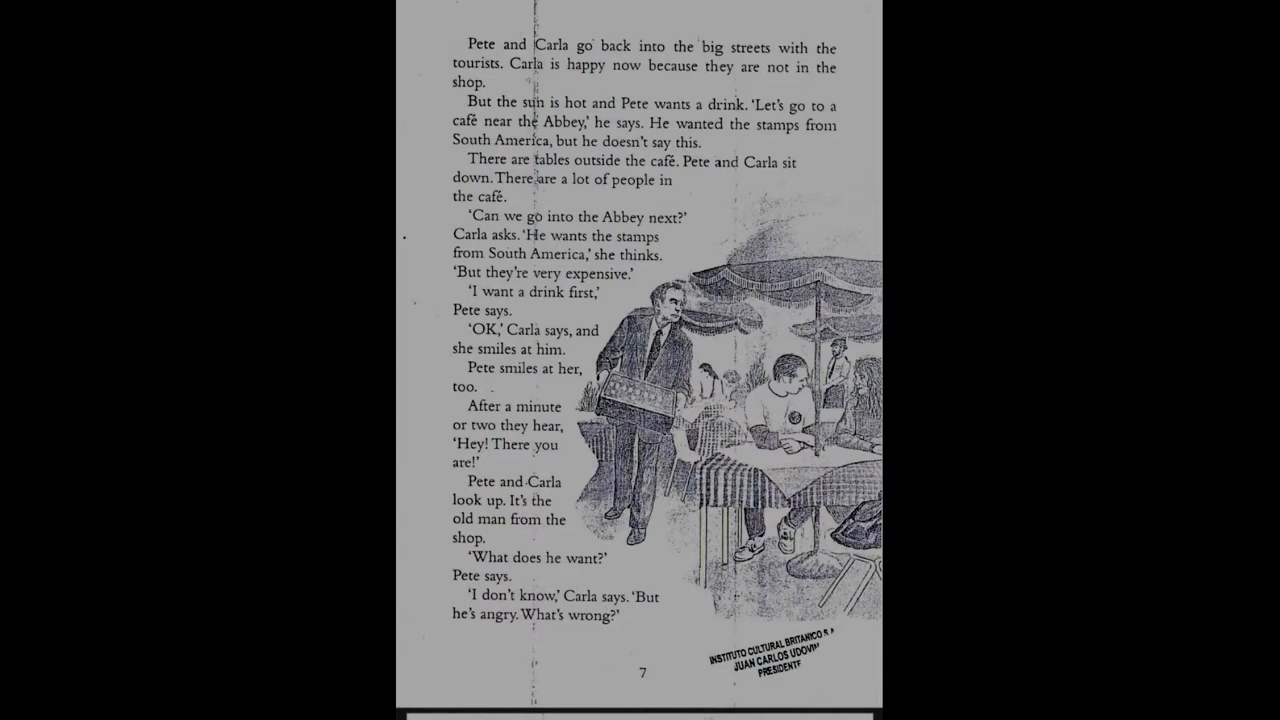 Pete and Carla go back into the big streets with the
tourists. Carla is happy now because they are not in the
shop.
But the sun is hot and Pete wants a drink. ‘Let’s go to a
café near the Abbey,’ he says. He wanted the stamps from
South America, but he doesn’t say this.
There are tables outside the café. Pete and Carla sit
down. There are a lot of people in
the café.
‘Can we go into the Abbey next?’
Carla asks. ‘He wants the stamps
from South America,’ she thinks.
‘But they’re very expensive.’
‘I want a drink first,’
Pete says.
‘OK,’ Carla says, and
she smiles at him.
Pete smiles at her,
too.
After a minute
or two they hear,
‘Hey! There you
are!’
Pete and Carla
look up. It’s the
old man from the
shop.
‘What does he want?’
Pete says.
‘I don’t know,’ Carla says. ‘But
he’s angry. What’s wrong?’
7
INSTITUTO CULTURAL BRITANICO
JUAN CARLOS
PRESIDENTE